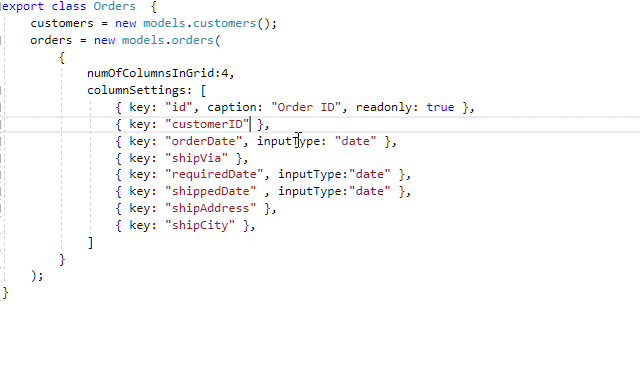 export class Orders {
customers = new models.customers();
orders = new models.orders(
{
numOfColumnsInGrid:4,
columnSettings: [
{ key: "id", caption: "Order ID", readonly: true },
{ key: "customerID" },
{ key: "orderDate", inputType: "date" },
{ key: "shipVia" },
{ key: "requiredDate", inputType:"date" },
{ key: "shippedDate" , inputType:"date" },
{ key: "shipAddress" },
{ key: "shipCity" },
]
}
);
}